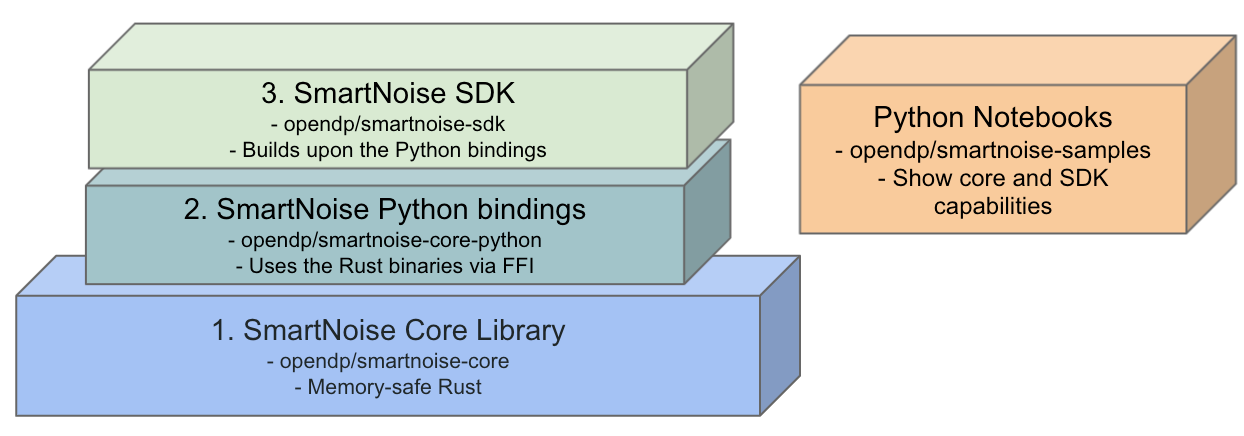 3. SmartNoise SDK
- opendp/smartnoise-sdk
- Builds upon the Python bindings
2. SmartNoise Python bindings
- opendp/smartnoise-core-python
- Uses the Rust binaries via FFI
1. SmartNoise Core Library
- opendp/smartnoise-core
- Memory-safe Rust
Python Notebooks
- opendp/smartnoise-samples
- Show core and SDK
capabilities